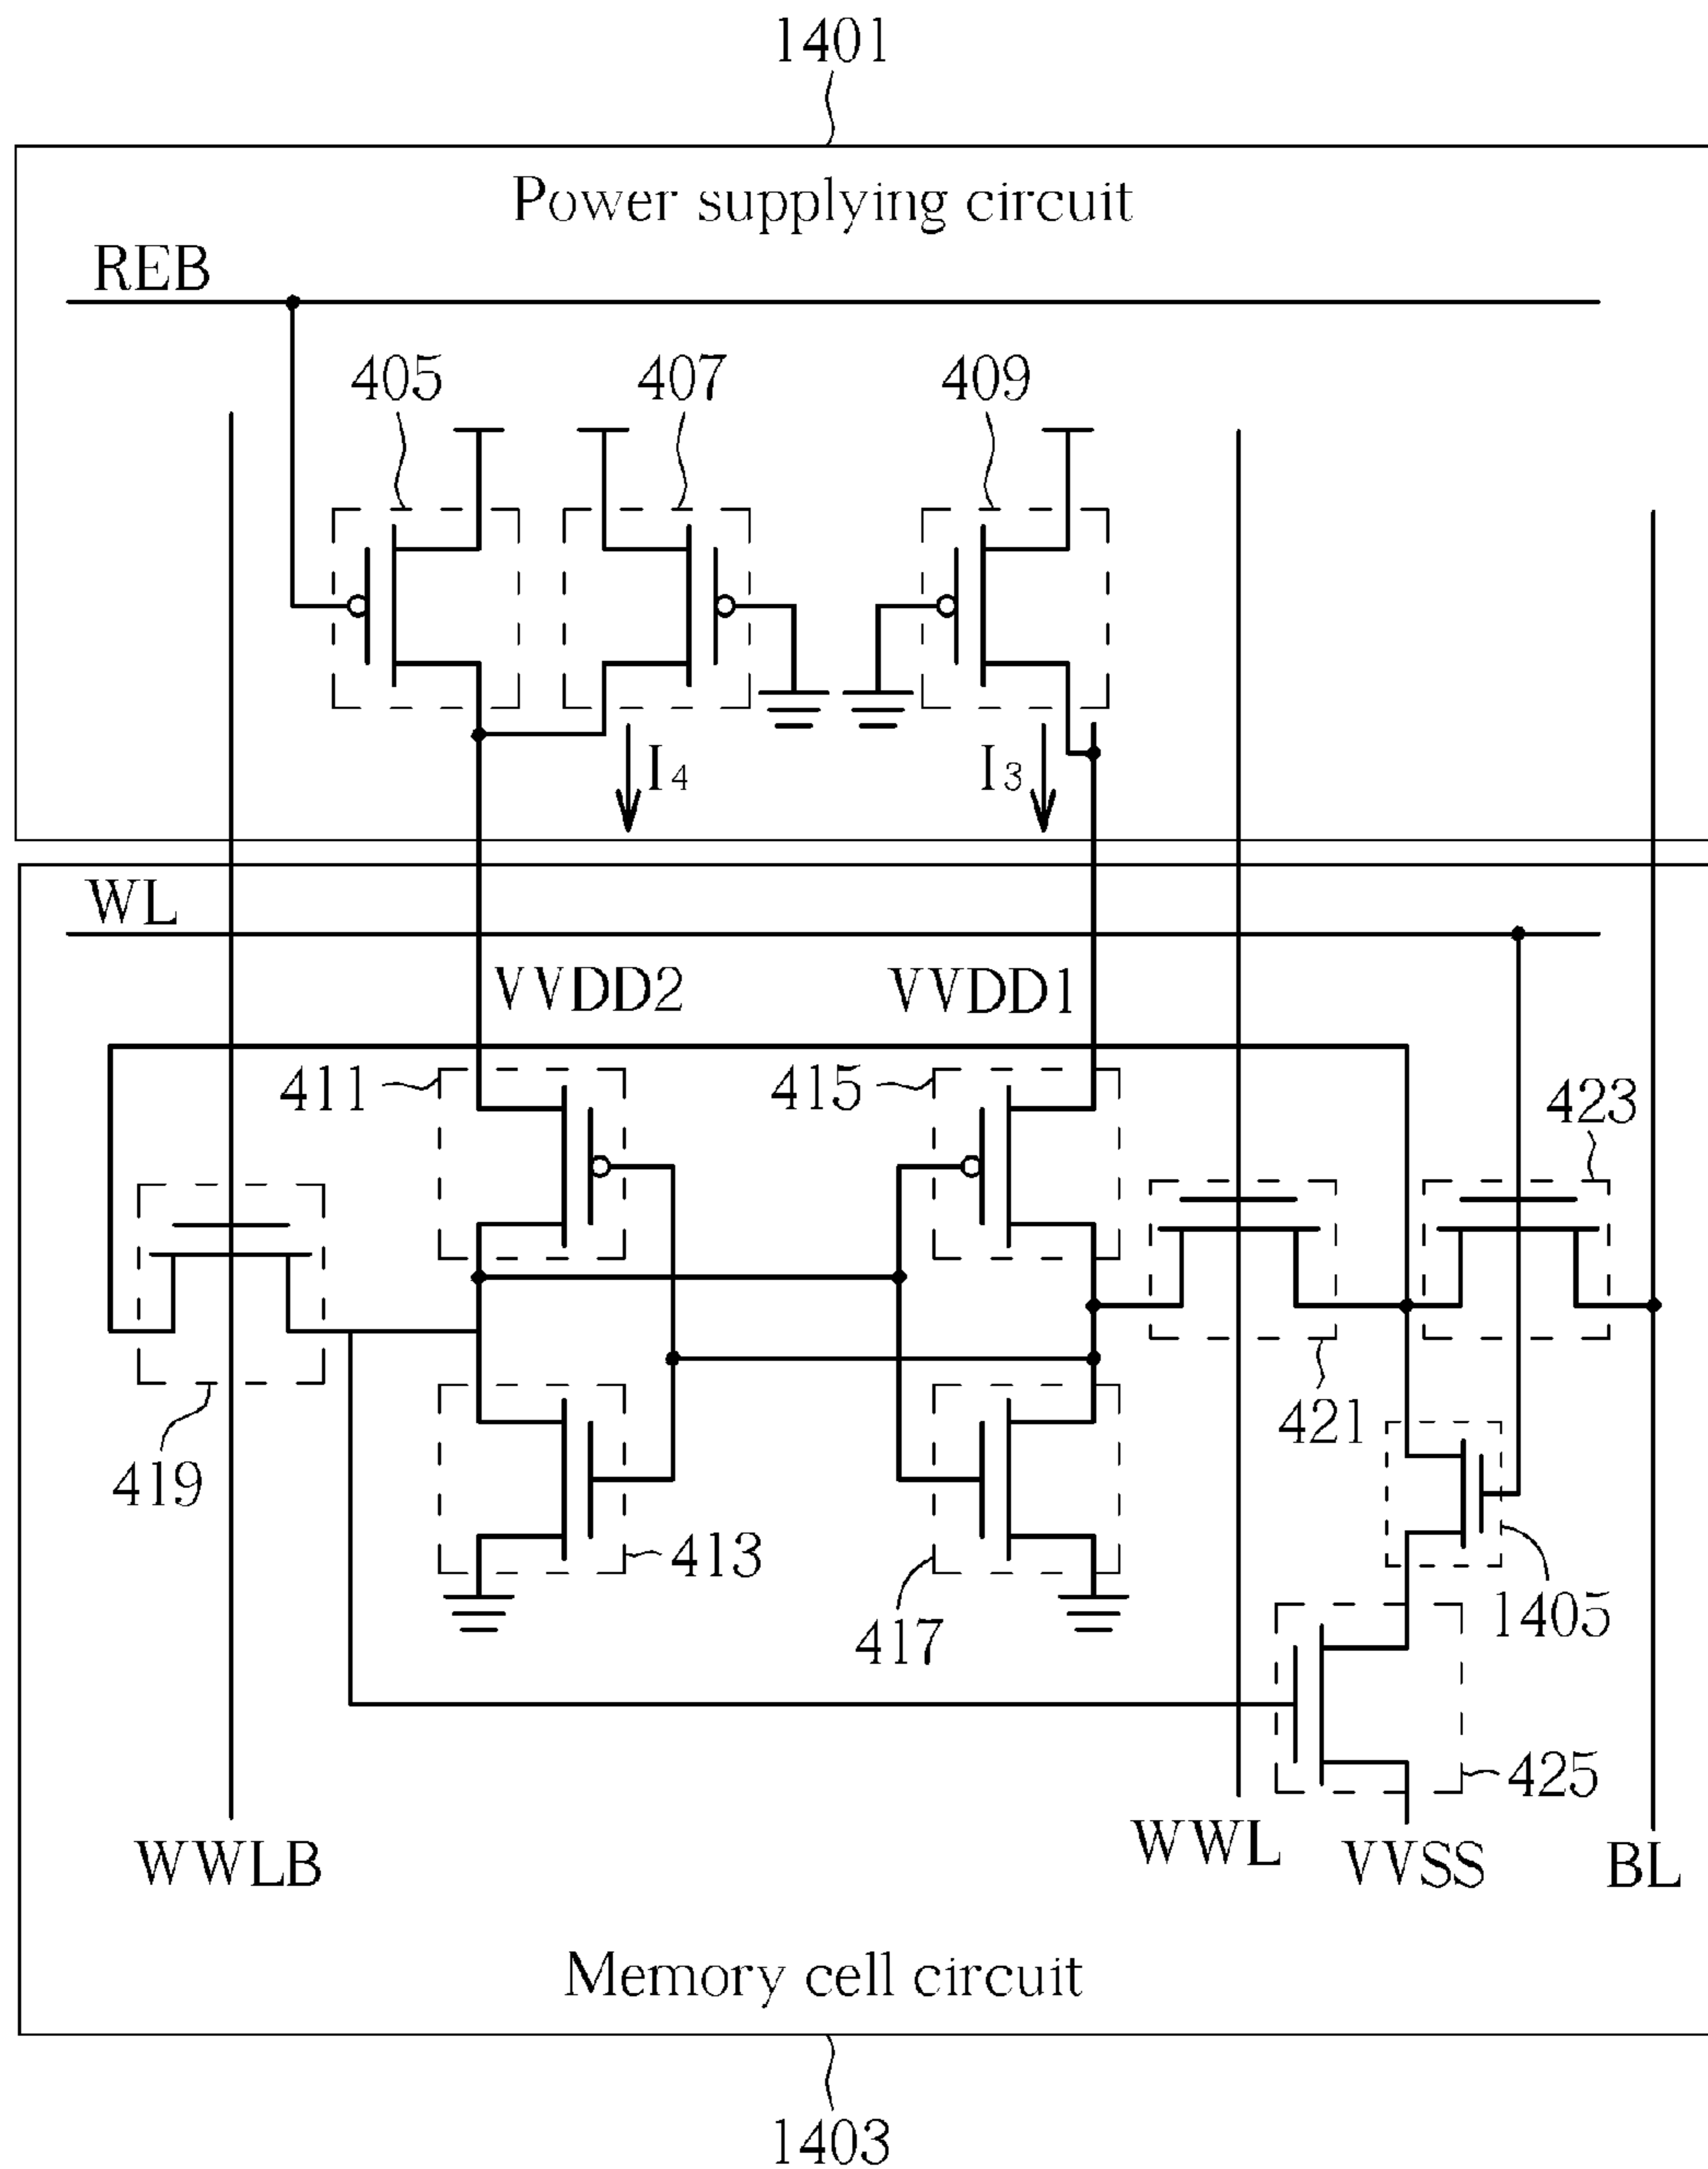 1401
Power supplying circuit
REB
405
407
409
I4
I3
WL
VVDD2
VVDD1
411
415
423
419
421
413
417
1405
425
WWLB
WWL
VVSS
BL
Memory cell circuit
1403